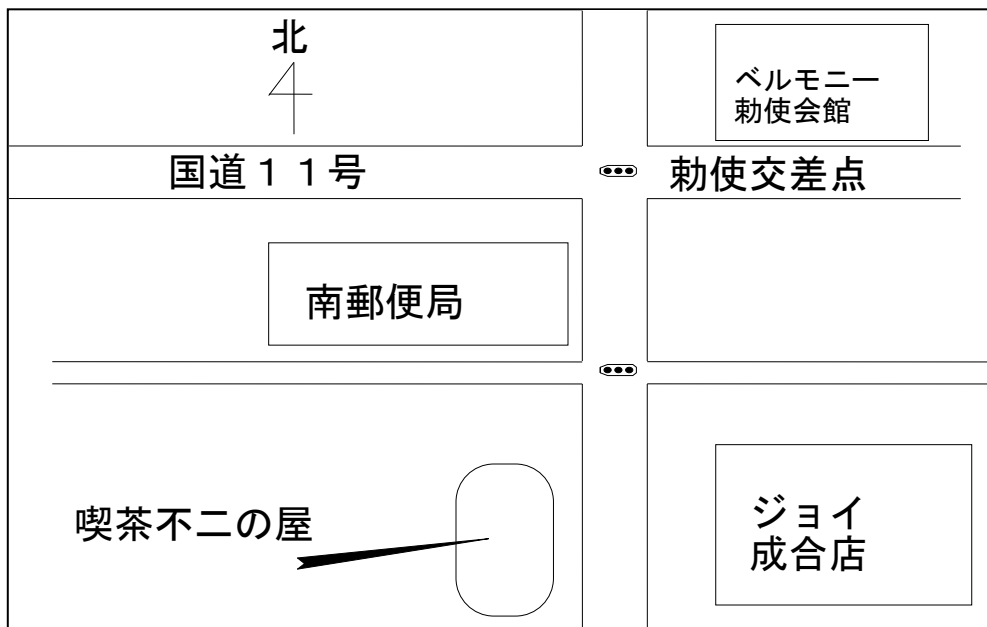 北
ベルモニー
勅使会館
国道１１号
勅使交差点
南郵便局
喫茶不二の屋
ジョイ
成合店